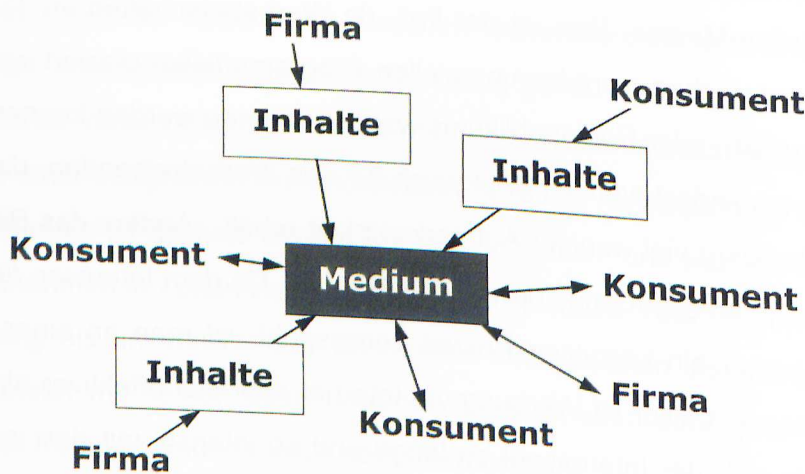 Firma
Inhalte
Konsument
Inhalte
Konsument
Medium
Konsument
Inhalte
Firma
Konsument
Firma